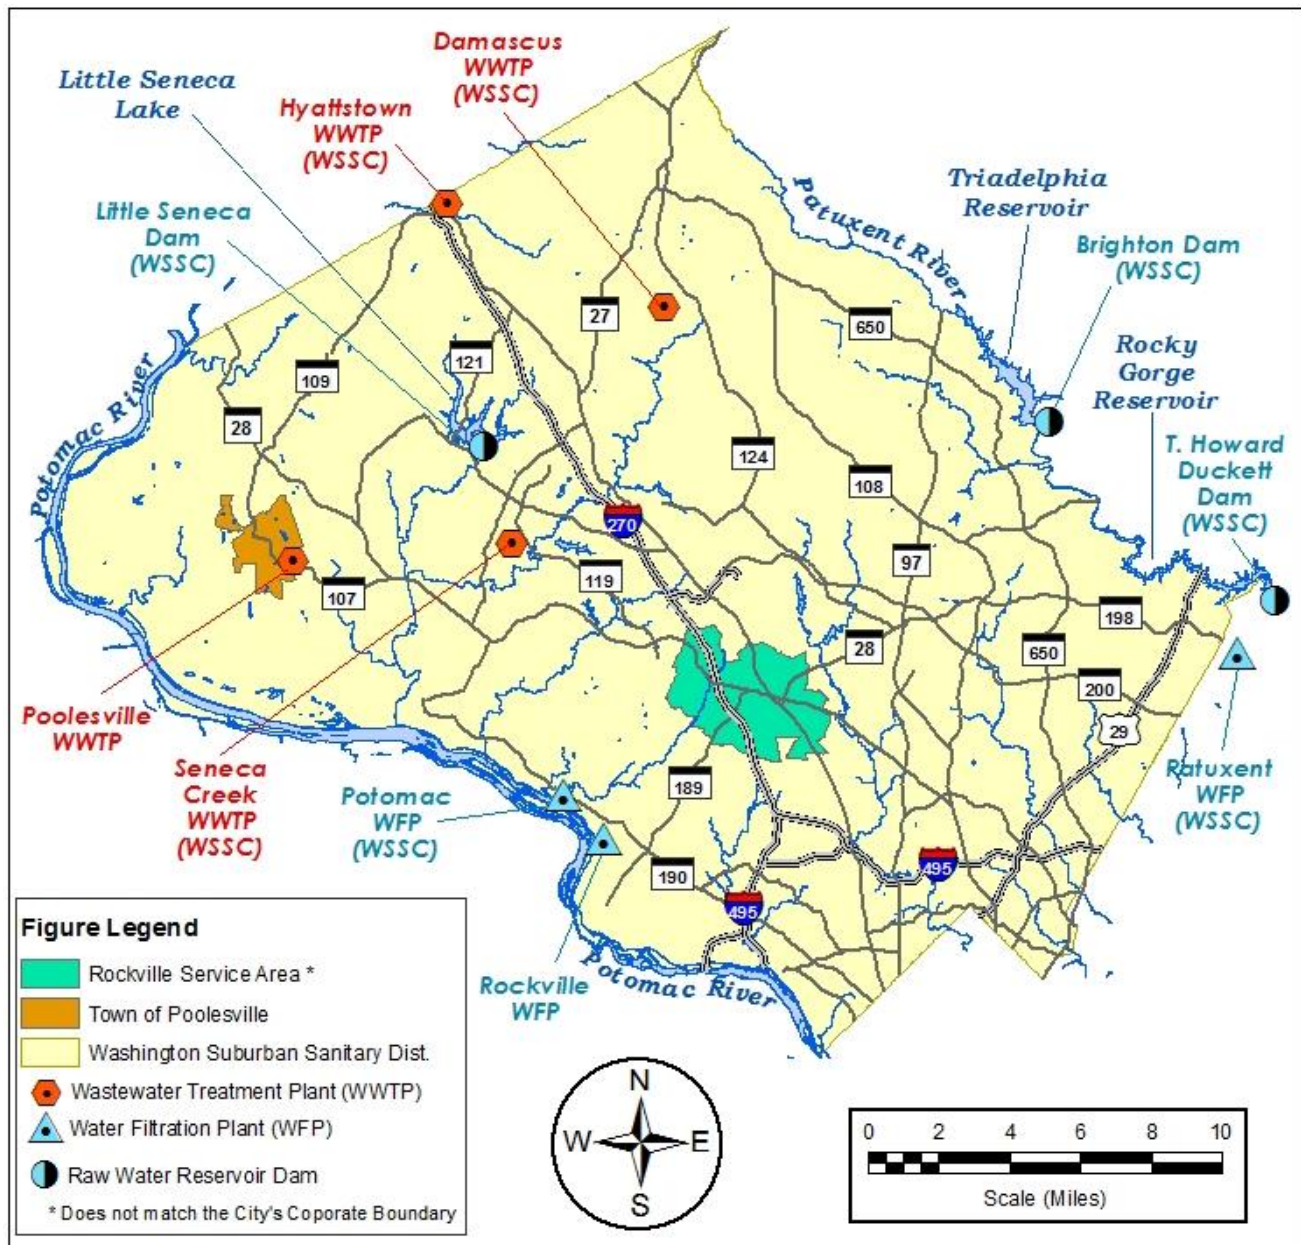 Damascus
WWTP
(WSSC)
Little Seneca
Lake
Hyattstown
WWTP
(WSSC)
Little Seneca
Dam
(WSSC)
Patuxent River
Triadelphia
Reservoir
Brighton Dam
(WSSC)
Rocky
Gorge
Reservoir
T. Howard
Duckett
Dam
(WSSC)
Potomac River
27
650
121
109
28
124
108
270
97
119
107
198
28
650
200
29
Poolesville
WWTP
Seneca
Creek
WWTP
(WSSC)
Potomac
WFP
(WSSC)
189
Patuxent
WFP
(WSSC)
190
495
495
Rockville
WFP
Potomac River
Figure Legend
Rockville Service Area *
Town of Poolesville
Washington Suburban Sanitary Dist.
Wastewater Treatment Plant (WWTP)
Water Filtration Plant (WFP)
Raw Water Reservoir Dam
* Does not match the City's Coporate Boundary
N
W E
S
0 2 4 6 8 10
Scale (Miles)